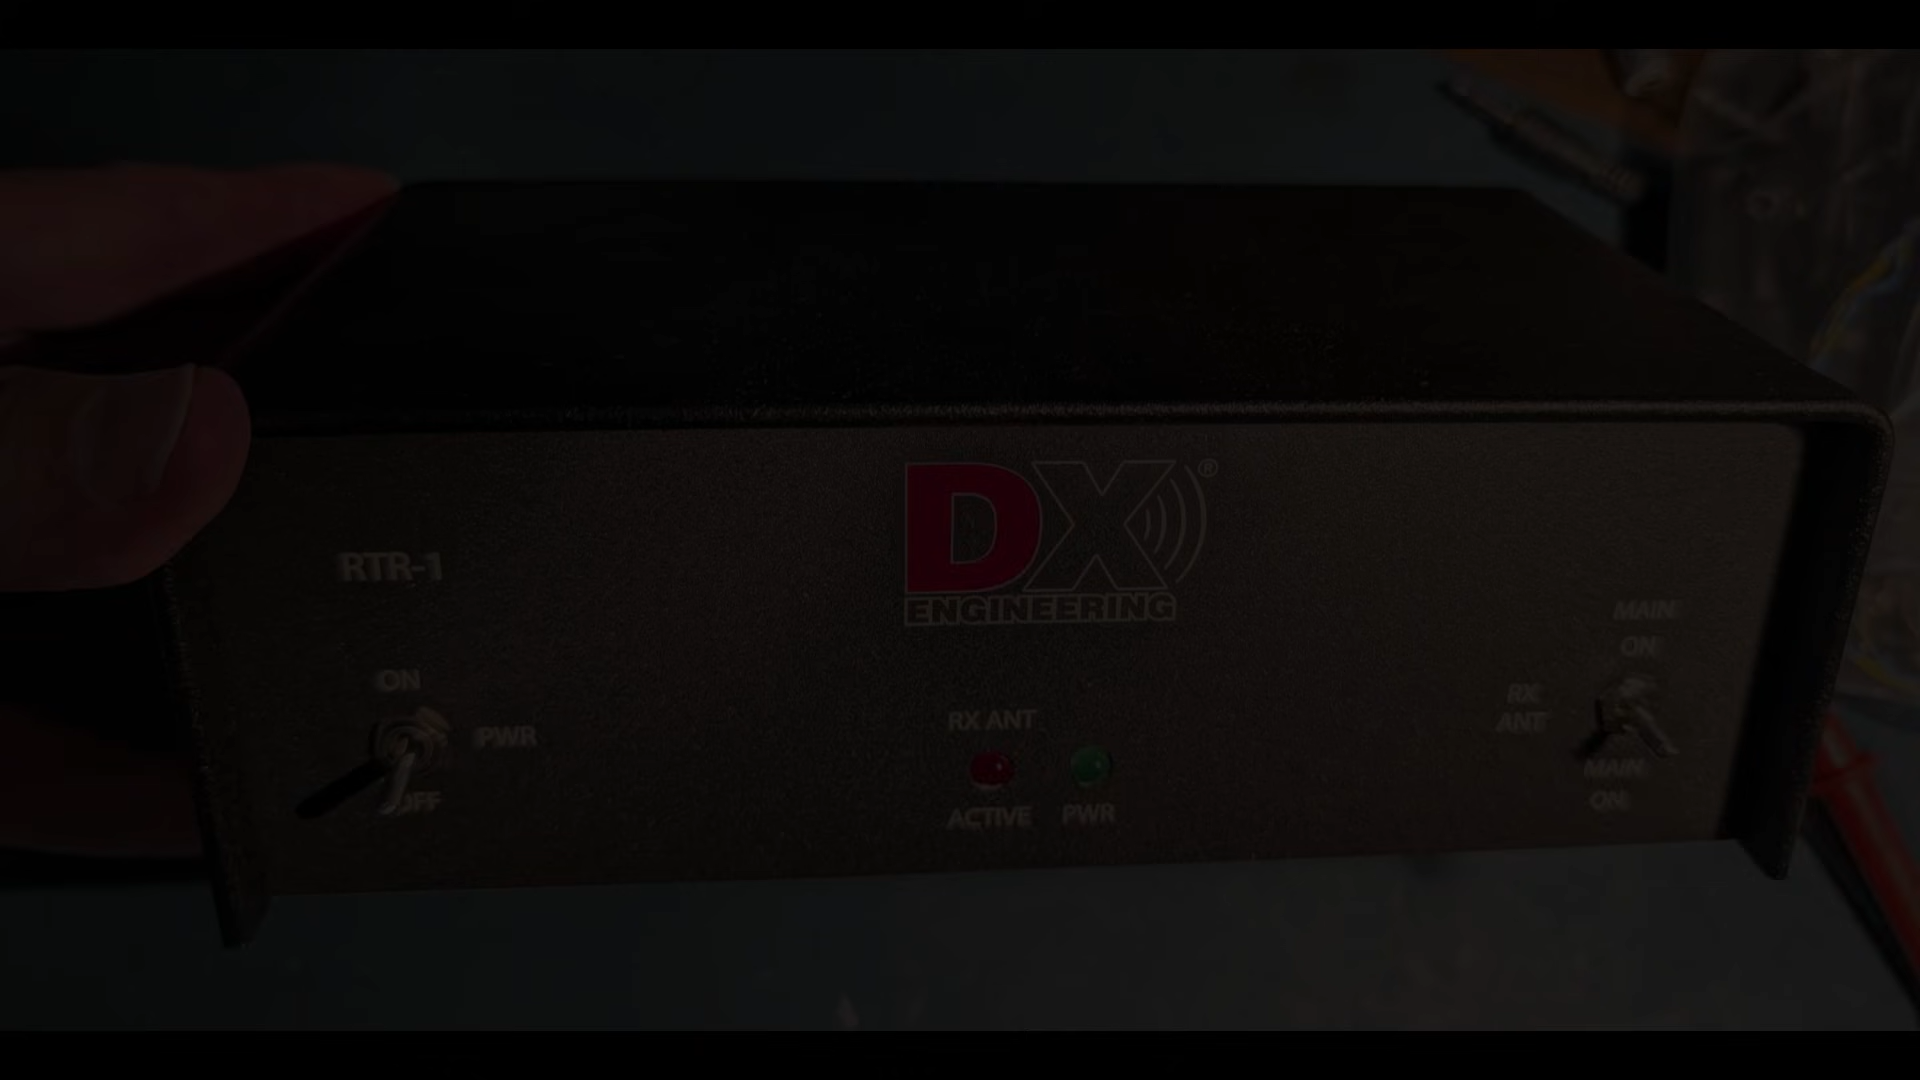 DX®
ENGINEERING
RTR-1
ON
PWR
OFF
RX ANT
ACTIVE
PWR
MAIN
ON
RX
ANT
MAIN
ON